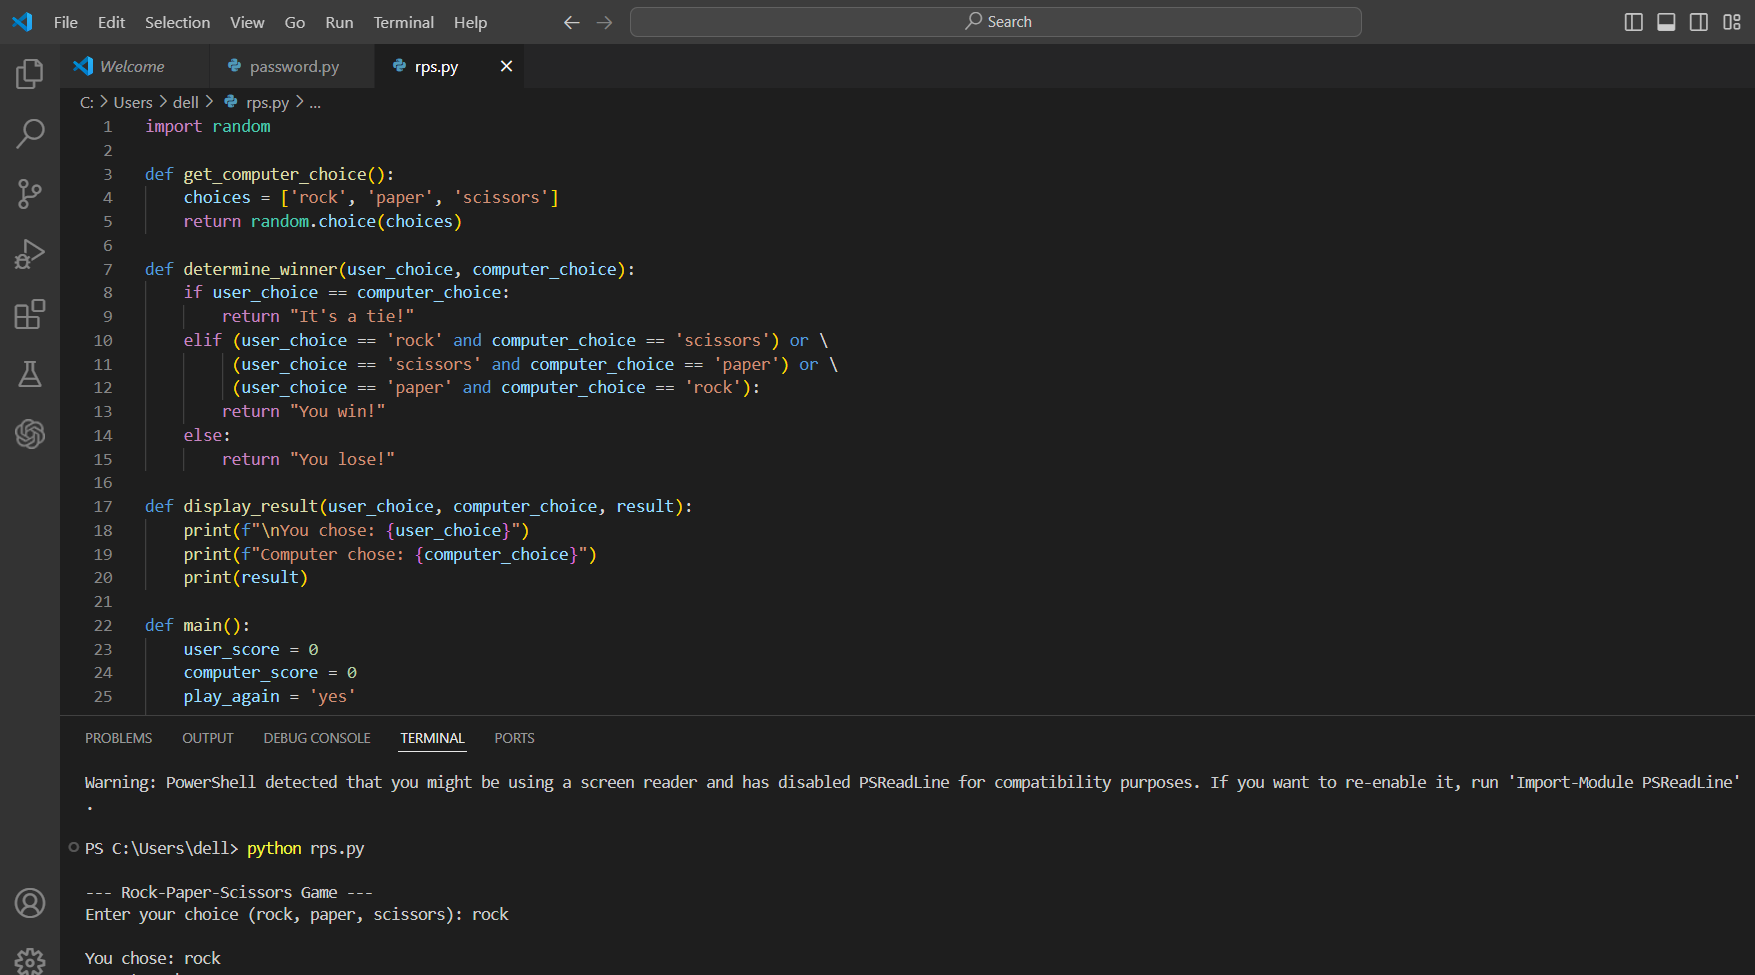 File Edit Selection View Go Run Terminal Help Search
Welcome password.py rps.py
C: > Users > dell > rps.py > ...
1 import random
2
3 def get_computer_choice():
4     choices = ['rock', 'paper', 'scissors']
5     return random.choice(choices)
6
7 def determine_winner(user_choice, computer_choice):
8     if user_choice == computer_choice:
9         return "It's a tie!"
10     elif (user_choice == 'rock' and computer_choice == 'scissors') or \
11          (user_choice == 'scissors' and computer_choice == 'paper') or \
12          (user_choice == 'paper' and computer_choice == 'rock'):
13         return "You win!"
14     else:
15         return "You lose!"
16
17 def display_result(user_choice, computer_choice, result):
18     print(f"\nYou chose: {user_choice}")
19     print(f"Computer chose: {computer_choice}")
20     print(result)
21
22 def main():
23     user_score = 0
24     computer_score = 0
25     play_again = 'yes'
PROBLEMS OUTPUT DEBUG CONSOLE TERMINAL PORTS
Warning: PowerShell detected that you might be using a screen reader and has disabled PSReadLine for compatibility purposes. If you want to re-enable it, run 'Import-Module PSReadLine'
.
PS C:\Users\dell> python rps.py
--- Rock-Paper-Scissors Game ---
Enter your choice (rock, paper, scissors): rock
You chose: rock